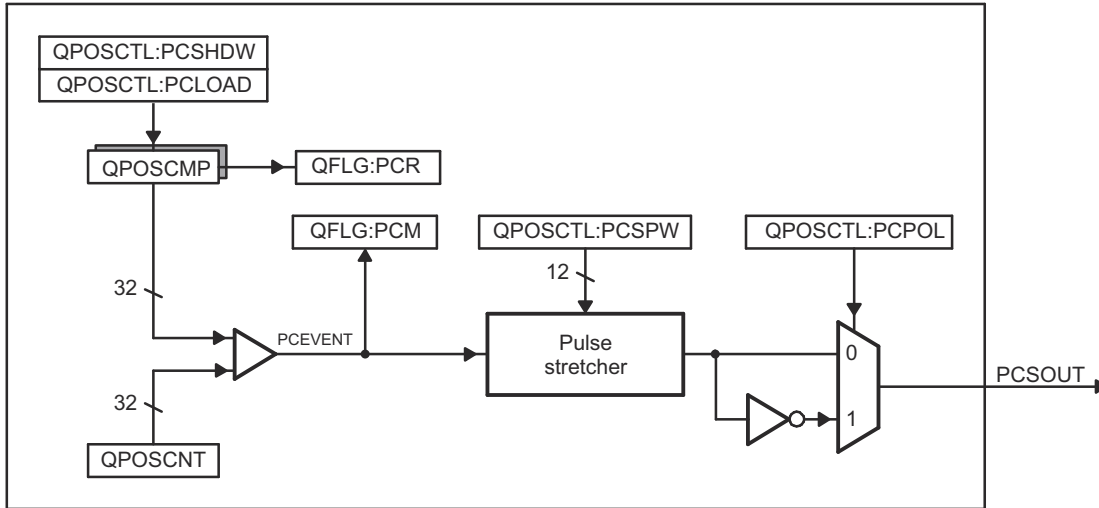 QPOSCTL:PCSHDW
QPOSCTL:PCLOAD
QPOSCMP
QFLG:PCR
QFLG:PCM
QPOSCTL:PCSPW
QPOSCTL:PCPOL
32
12
PCEVENT
Pulse
stretcher
0
PCSOUT
32
1
QPOSCNT